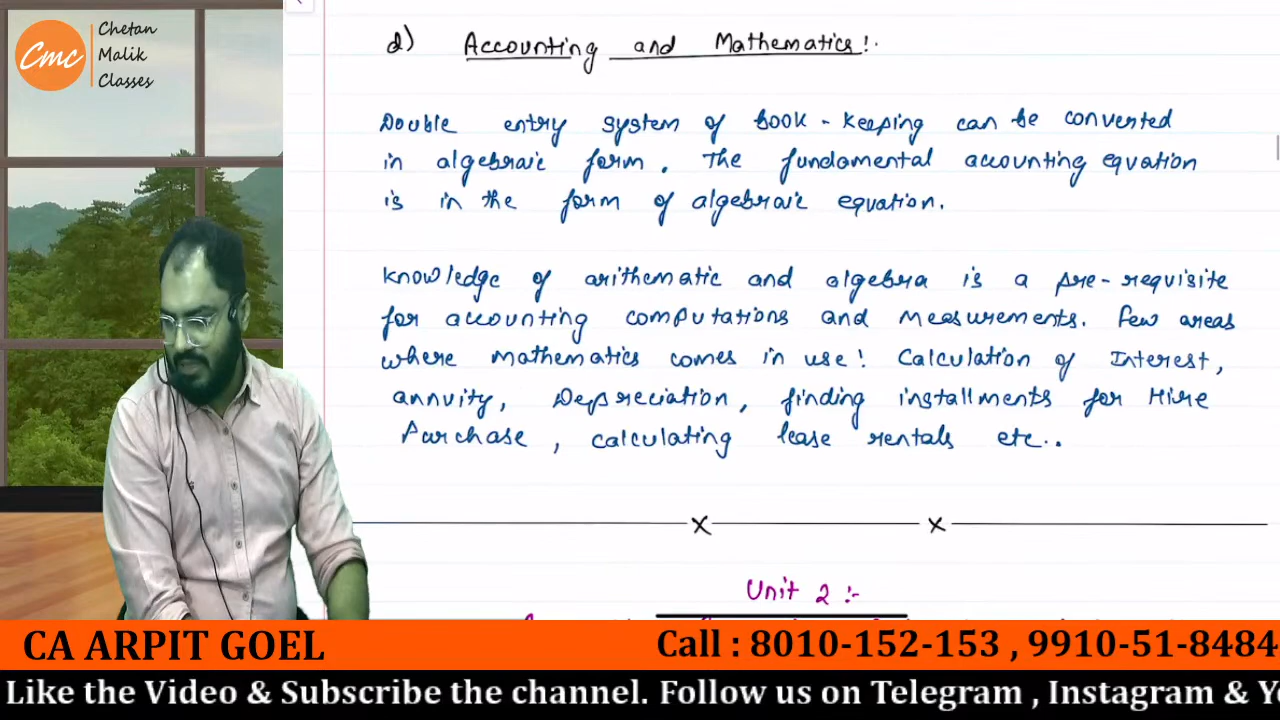 Cmc
Chetan
Malik
Classes
d) Accounting and Mathematics:-
Double entry system of book-keeping can be converted
in algebraic form. The fundamental accounting equation
is in the form of algebraic equation.
Knowledge of arithematic and algebra is a pre-requisite
for accounting computations and measurements. Few areas
where mathematics comes in use: Calculation of Interest,
annuity, Depreciation, finding installments for Hire
Purchase, calculating lease rentals etc..
x x
Unit 2 :-
CA ARPIT GOEL
Call : 8010-152-153 , 9910-51-8484
Like the Video & Subscribe the channel. Follow us on Telegram , Instagram &